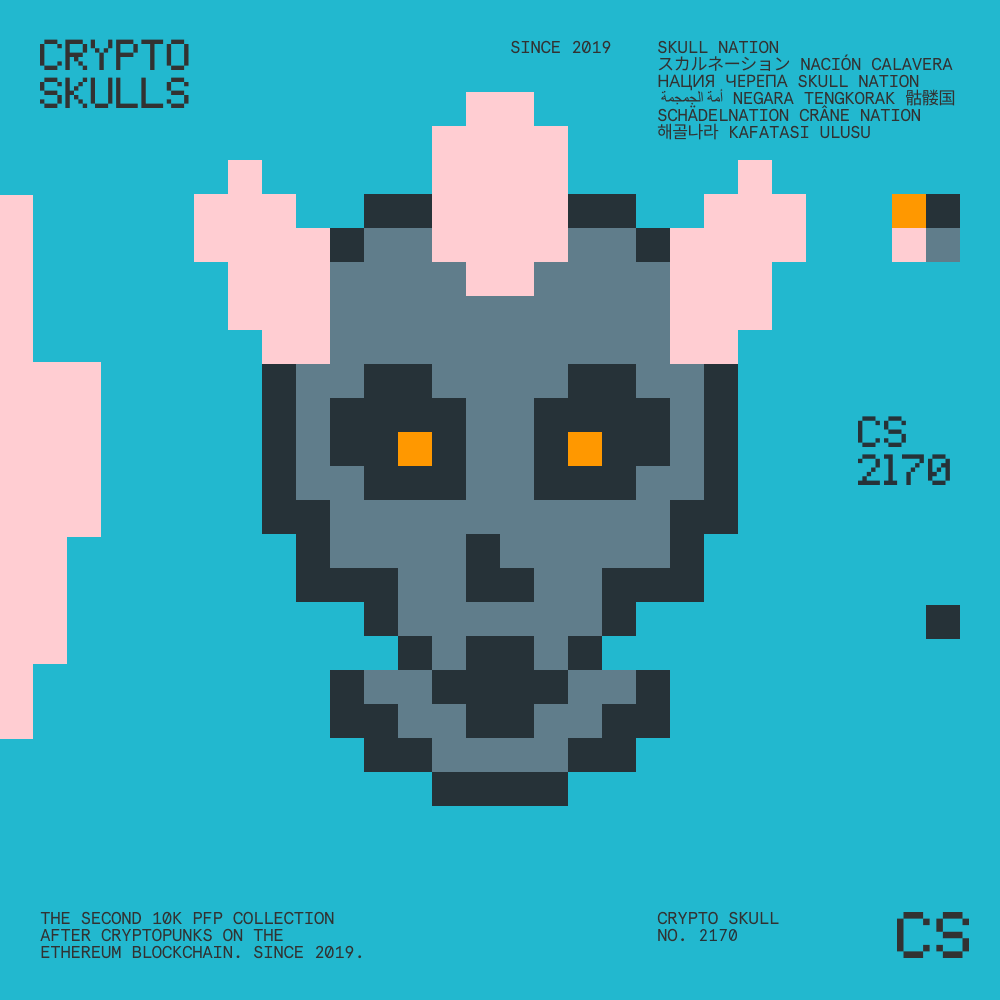 CRYPTO
SKULLS
SINCE 2019
SKULL NATION
スカルネーション NACIÓN CALAVERA
НАЦИЯ ЧЕРЕПА SKULL NATION
أمة الجمجمة NEGARA TENGKORAK 骷髅国
SCHÄDELNATION CRÂNE NATION
해골나라 KAFATASI ULUSU
CS
2170
THE SECOND 10K PFP COLLECTION
AFTER CRYPTOPUNKS ON THE
ETHEREUM BLOCKCHAIN. SINCE 2019.
CRYPTO SKULL
NO. 2170
CS